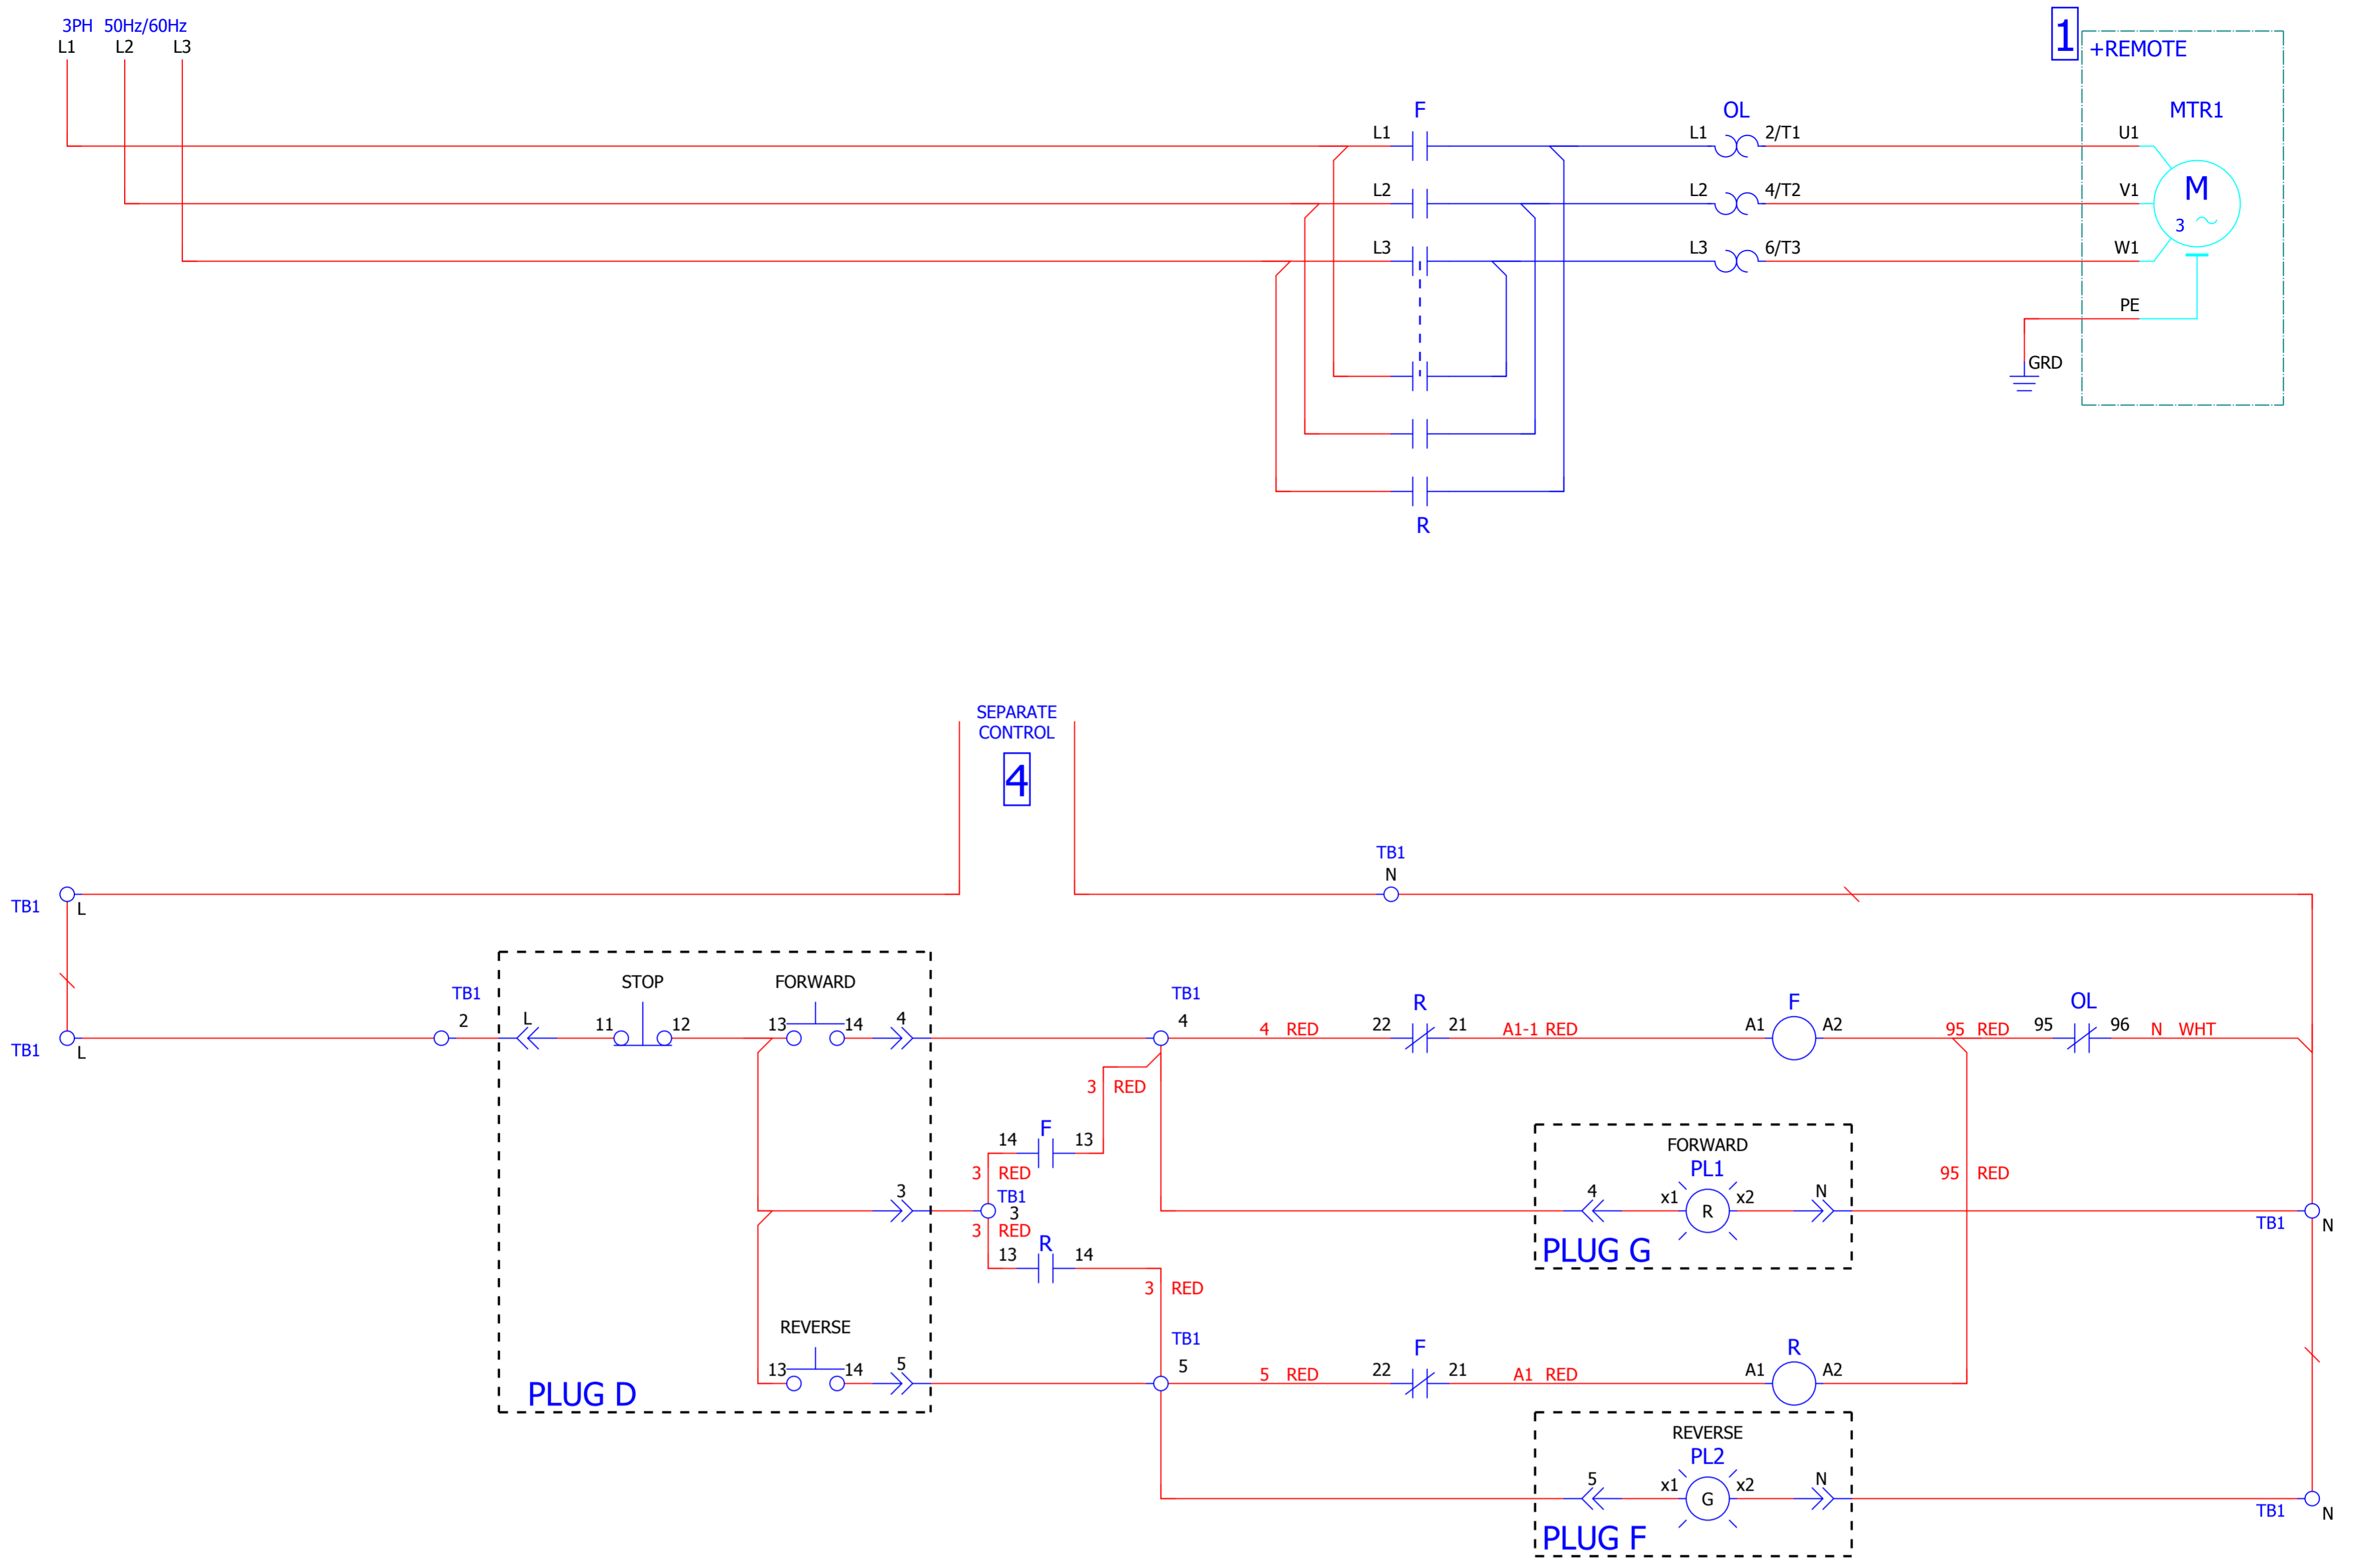 3PH 50Hz/60Hz
L1 L2 L3
1
+REMOTE
F
OL
MTR1
L1
L1
2/T1
U1
L2
L2
4/T2
V1
M
3
L3
L3
6/T3
W1
PE
GRD
R
SEPARATE
CONTROL
4
TB1
N
TB1
L
STOP
FORWARD
TB1
2
L
11
12
13
14
4
TB1
4
4 RED
R
22
21
A1-1 RED
F
A1
A2
95 RED
OL
95
96
N WHT
TB1
L
3 RED
F
14
13
3 RED
3
TB1
3
3 RED
R
13
14
3 RED
FORWARD
PL1
4
x1
R
x2
N
PLUG G
95 RED
TB1
N
REVERSE
13
14
5
PLUG D
TB1
5
5 RED
F
22
21
A1 RED
R
A1
A2
REVERSE
PL2
5
x1
G
x2
N
PLUG F
TB1
N